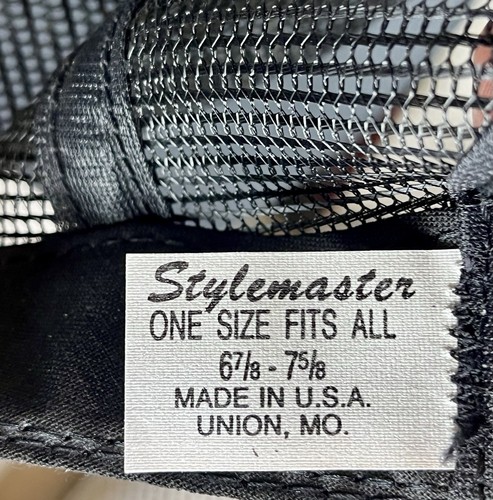 Stylemaster
ONE SIZE FITS ALL
6⅞ - 7⅝
MADE IN U.S.A.
UNION, MO.